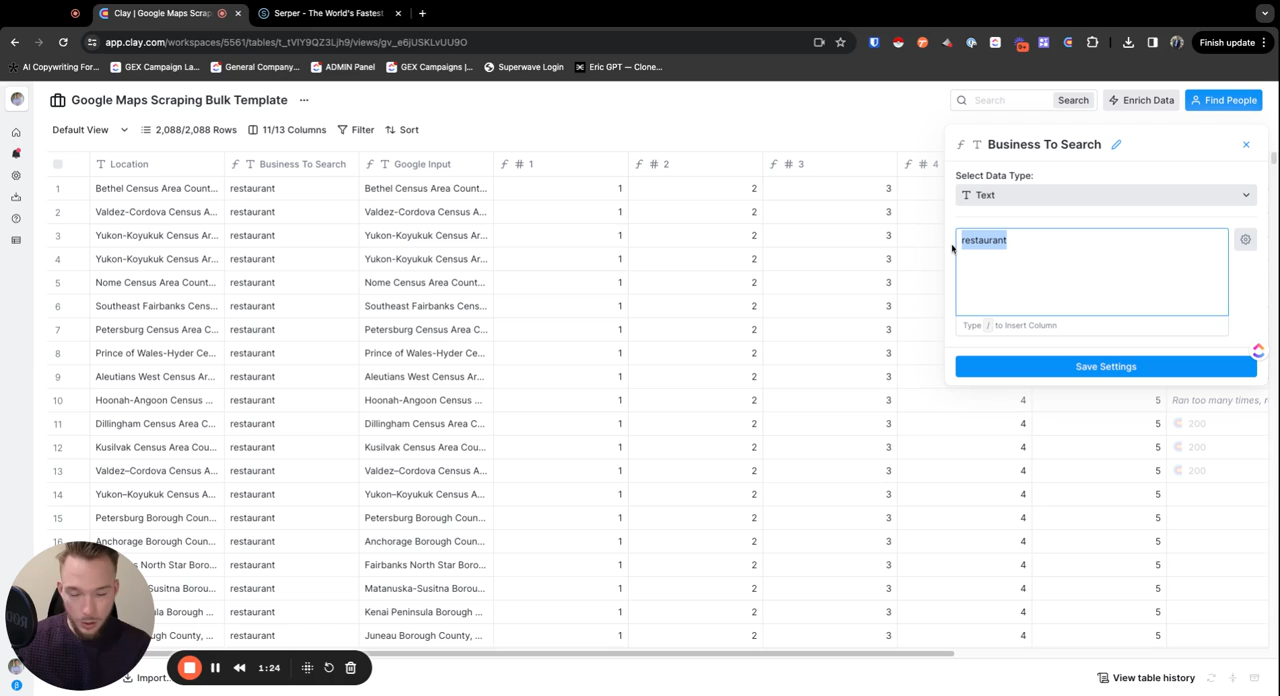 Clay | Google Maps Scrap
Serper - The World's Fastest
app.clay.com/workspaces/5561/tables/t_tVIY9QZ3Ljh9/views/gv_e6jUSKLvUU9O
Finish update
AI Copywriting For...
GEX Campaign La...
General Company...
ADMIN Panel
GEX Campaigns |...
Superwave Login
Eric GPT — Clone...
Google Maps Scraping Bulk Template ...
Search
Search
Enrich Data
Find People
Default View
2,088/2,088 Rows
11/13 Columns
Filter
Sort
Location Business To Search Google Input # 1 # 2 # 3 # 4
1 Bethel Census Area Count... restaurant Bethel Census Area Count... 1 2 3
2 Valdez-Cordova Census A... restaurant Valdez-Cordova Census A... 1 2 3
3 Yukon-Koyukuk Census Ar... restaurant Yukon-Koyukuk Census Ar... 1 2 3
4 Yukon-Koyukuk Census Ar... restaurant Yukon-Koyukuk Census Ar... 1 2 3
5 Nome Census Area Count... restaurant Nome Census Area Count... 1 2 3
6 Southeast Fairbanks Cens... restaurant Southeast Fairbanks Cens... 1 2 3
7 Petersburg Census Area C... restaurant Petersburg Census Area C... 1 2 3
8 Prince of Wales-Hyder Ce... restaurant Prince of Wales-Hyder Ce... 1 2 3
9 Aleutians West Census Ar... restaurant Aleutians West Census Ar... 1 2 3
10 Hoonah-Angoon Census ... restaurant Hoonah-Angoon Census ... 1 2 3 4 5 Ran too many times, r
11 Dillingham Census Area C... restaurant Dillingham Census Area C... 1 2 3 4 5 200
12 Kusilvak Census Area Cou... restaurant Kusilvak Census Area Cou... 1 2 3 4 5 200
13 Valdez–Cordova Census A... restaurant Valdez–Cordova Census A... 1 2 3 4 5 200
14 Yukon–Koyukuk Census A... restaurant Yukon–Koyukuk Census A... 1 2 3 4 5
15 Petersburg Borough Coun... restaurant Petersburg Borough Coun... 1 2 3 4 5
16 Anchorage Borough Coun... restaurant Anchorage Borough Coun... 1 2 3 4 5
s North Star Boro... restaurant Fairbanks North Star Boro... 1 2 3 4 5
Susitna Borou... restaurant Matanuska-Susitna Borou... 1 2 3 4 5
la Borough ... restaurant Kenai Peninsula Borough ... 1 2 3 4 5
ugh County, ... restaurant Juneau Borough County, ... 1 2 3 4 5
Business To Search
Select Data Type:
Text
restaurant
Type / to Insert Column
Save Settings
1:24
Import...
View table history